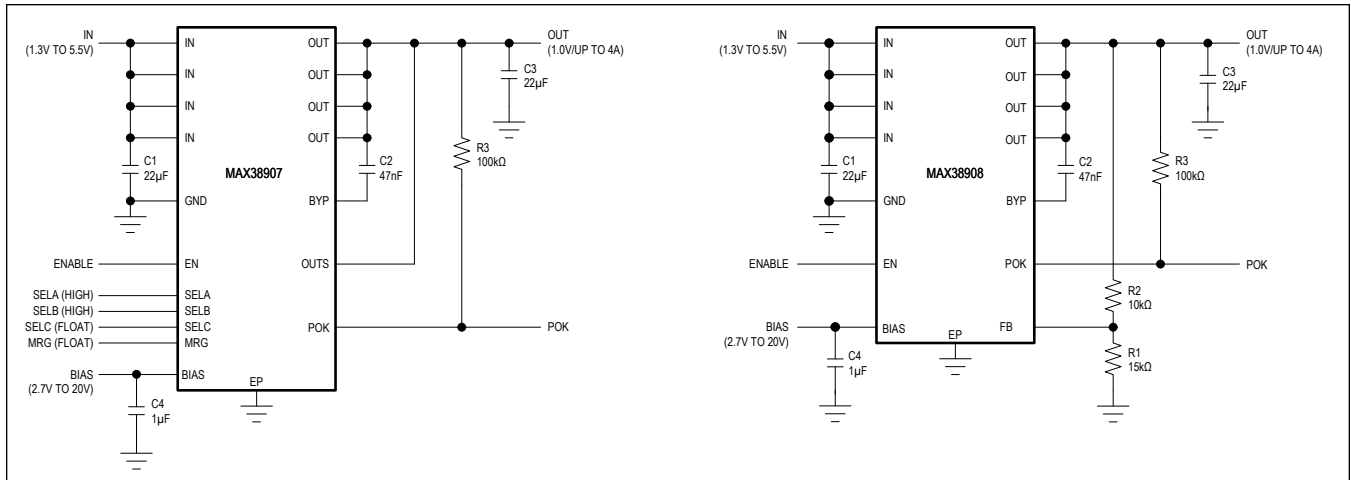 IN
(1.3V TO 5.5V)
IN
IN
IN
IN
C1
22µF
GND
ENABLE
EN
SELA (HIGH)
SELA
SELB (HIGH)
SELB
SELC (FLOAT)
SELC
MRG (FLOAT)
MRG
BIAS
(2.7V TO 20V)
BIAS
C4
1µF
EP
MAX38907
OUT
OUT
OUT
OUT
C2
47nF
BYP
OUTS
POK
R3
100kΩ
C3
22µF
OUT
(1.0V/UP TO 4A)
POK
IN
(1.3V TO 5.5V)
IN
IN
IN
IN
C1
22µF
GND
ENABLE
EN
BIAS
(2.7V TO 20V)
BIAS
C4
1µF
EP
MAX38908
OUT
OUT
OUT
OUT
C2
47nF
BYP
POK
FB
R3
100kΩ
C3
22µF
OUT
(1.0V/UP TO 4A)
POK
R2
10kΩ
R1
15kΩ